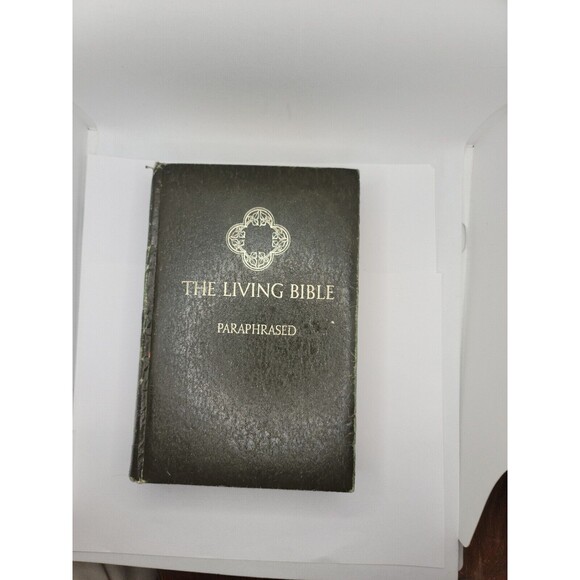 THE LIVING BIBLE
PARAPHRASED